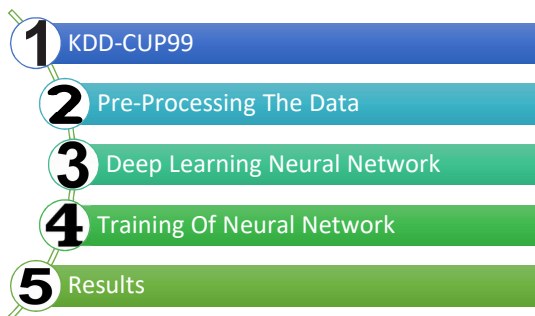 1 KDD-CUP99
2 Pre-Processing The Data
3 Deep Learning Neural Network
4 Training Of Neural Network
5 Results